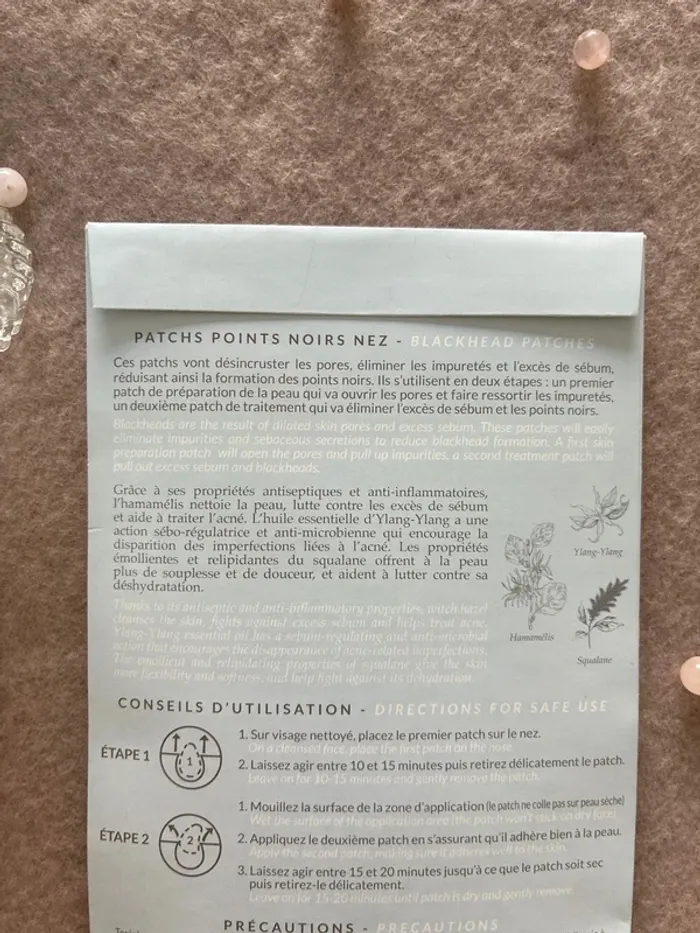 PATCHS POINTS NOIRS NEZ - BLACKHEAD PATCHES
Ces patchs vont désincruster les pores, éliminer les impuretés et l'excès de sébum,
réduisant ainsi la formation des points noirs. Ils s'utilisent en deux étapes : un premier
patch de préparation de la peau qui va ouvrir les pores et faire ressortir les impuretés,
un deuxième patch de traitement qui va éliminer l'excès de sébum et les points noirs.
Blackheads are the result of dilated skin pores and excess sebum. These patches will easily
eliminate impurities and sebaceous secretions to reduce blackhead formation. A first skin
preparation patch will open the pores and pull up impurities, a second treatment patch will
pull out excess sebum and blackheads.
Grâce à ses propriétés antiseptiques et anti-inflammatoires,
l'hamamélis nettoie la peau, lutte contre les excès de sébum
et aide à traiter l'acné. L'huile essentielle d'Ylang-Ylang a une
action sébo-régulatrice et anti-microbienne qui encourage la
disparition des imperfections liées à l'acné. Les propriétés
émollientes et relipidantes du squalane offrent à la peau
plus de souplesse et de douceur, et aident à lutter contre sa
déshydratation.
Thanks to its antiseptic and anti-inflammatory properties, witch hazel
cleanses the skin, fights against excess sebum and helps treat acne.
Ylang-Ylang essential oil has a sebum-regulating and anti-microbial
action that encourages the disappearance of acne-related imperfections.
The emollient and relipidating properties of squalane give the skin
more flexibility and softness, and help fight against its dehydration.
Ylang-Ylang
Hamamélis
Squalane
CONSEILS D'UTILISATION - DIRECTIONS FOR SAFE USE
ÉTAPE 1
1
1. Sur visage nettoyé, placez le premier patch sur le nez.
On a cleansed face, place the first patch on the nose.
2. Laissez agir entre 10 et 15 minutes puis retirez délicatement le patch.
Leave on for 10-15 minutes and gently remove the patch.
ÉTAPE 2
2
1. Mouillez la surface de la zone d'application (le patch ne colle pas sur peau sèche)
Wet the surface of the application area (the patch won't stick on dry face)
2. Appliquez le deuxième patch en s'assurant qu'il adhère bien à la peau.
Apply the second patch, making sure it adheres well to the skin.
3. Laissez agir entre 15 et 20 minutes jusqu'à ce que le patch soit sec
puis retirez-le délicatement.
Leave on for 15-20 minutes until patch is dry and gently remove.
PRÉCAUTIONS - PRECAUTIONS